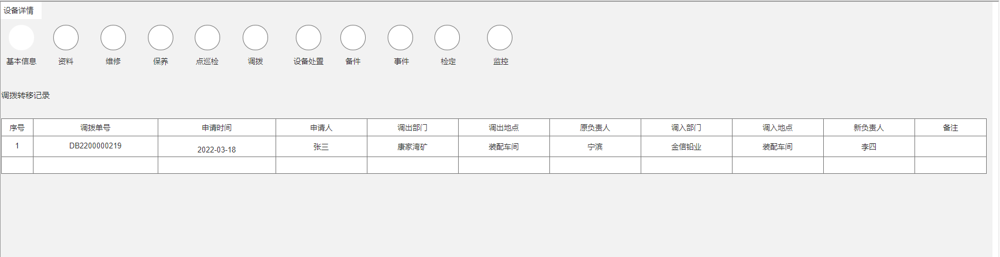 设备详情
基本信息 资料 维修 保养 点巡检 调拨 设备处置 备件 事件 检定 监控
调拨转移记录
序号 调拨单号 申请时间 申请人 调出部门 调出地点 原负责人 调入部门 调入地点 新负责人 备注
1 DB2200000219 2022-03-18 张三 康家湾矿 装配车间 宁滨 金信铅业 装配车间 李四